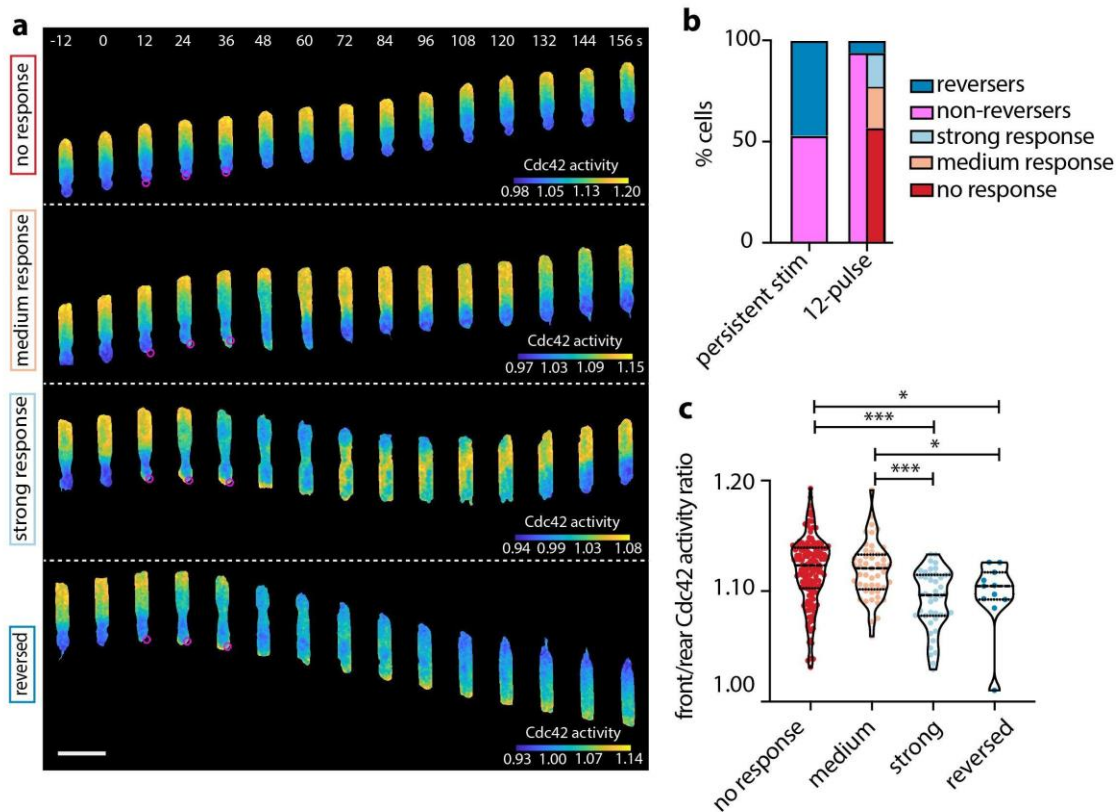 a
-12 0 12 24 36 48 60 72 84 96 108 120 132 144 156 s
no response
Cdc42 activity
0.98 1.05 1.13 1.20
medium response
Cdc42 activity
0.97 1.03 1.09 1.15
strong response
Cdc42 activity
0.94 0.99 1.03 1.08
reversed
Cdc42 activity
0.93 1.00 1.07 1.14
b
100
50
0
% cells
persistent stim
12-pulse
reversers
non-reversers
strong response
medium response
no response
c
*
***
*
***
1.20
1.10
1.00
front/rear Cdc42 activity ratio
no response
medium
strong
reversed